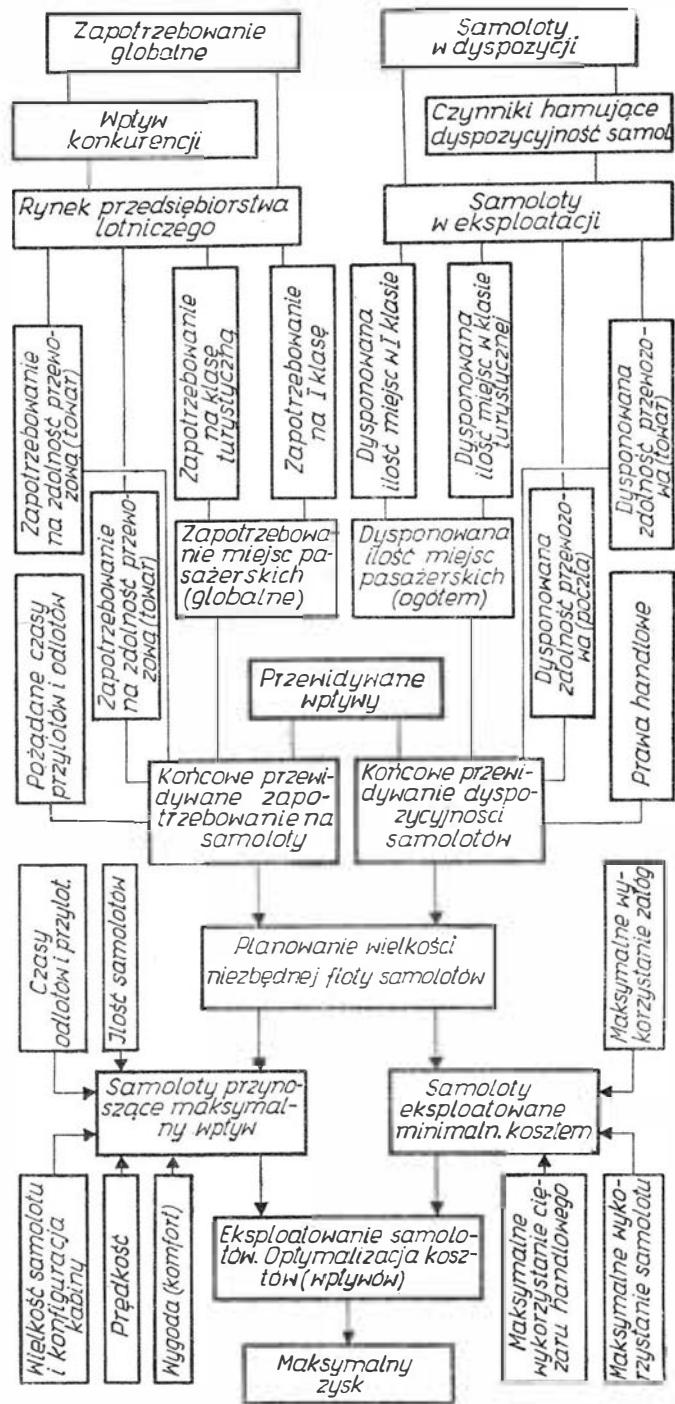 Zapotrzebowanie
globalne
Samoloty
w dyspozycji
Wpływ
konkurencji
Czynniki hamujące
dyspozycyjność samol.
Rynek przedsiębiorstwa
lotniczego
Samoloty
w eksploatacji
Zapotrzebowanie
na zdolność przewo-
zową (towar)
Zapotrzebowanie
na zdolność przewo-
zową (towar)
Zapotrzebowanie
na klasę
turystyczną
Zapotrzebowanie
na I klasę
Dysponowana
ilość miejsc w I klasie
Dysponowana
ilość miejsc w klasie
turystycznej
Dysponowana
zdolność przewozo-
wa (poczta)
Dysponowana
zdolność przewozo-
wa (towar)
Zapotrzebowa-
nie miejsc pa-
sażerskich
(globalne)
Dysponowana
ilość miejsc
pasażerskich
(ogółem)
Pożądane czasy
przylotów i odlotów
Przewidywane
wpływy
Prawa handlowe
Końcowe przewi-
dywane zapo-
trzebowanie na
samoloty
Końcowe przewi-
dywanie dyspo-
zycyjności
samolotów
Czasy
odlotów i przylot.
Ilość samolotów
Planowanie wielkości
niezbędnej floty samolotów
Maksymalne wy-
korzystanie załóg
Samoloty przyno-
szące maksymal-
ny wpływ
Samoloty
eksploatowane
minimaln. kosztem
Wielkość samolotu
i konfiguracja
kabiny
Prędkość
Wygoda (komfort)
Eksploatowanie samolo-
tów. Optymalizacja kosz-
tów (wpływów)
Maksymalne
wykorzystanie cię-
żaru handlowego
Maksymalne wyko-
rzystanie samolotu
Maksymalny
zysk